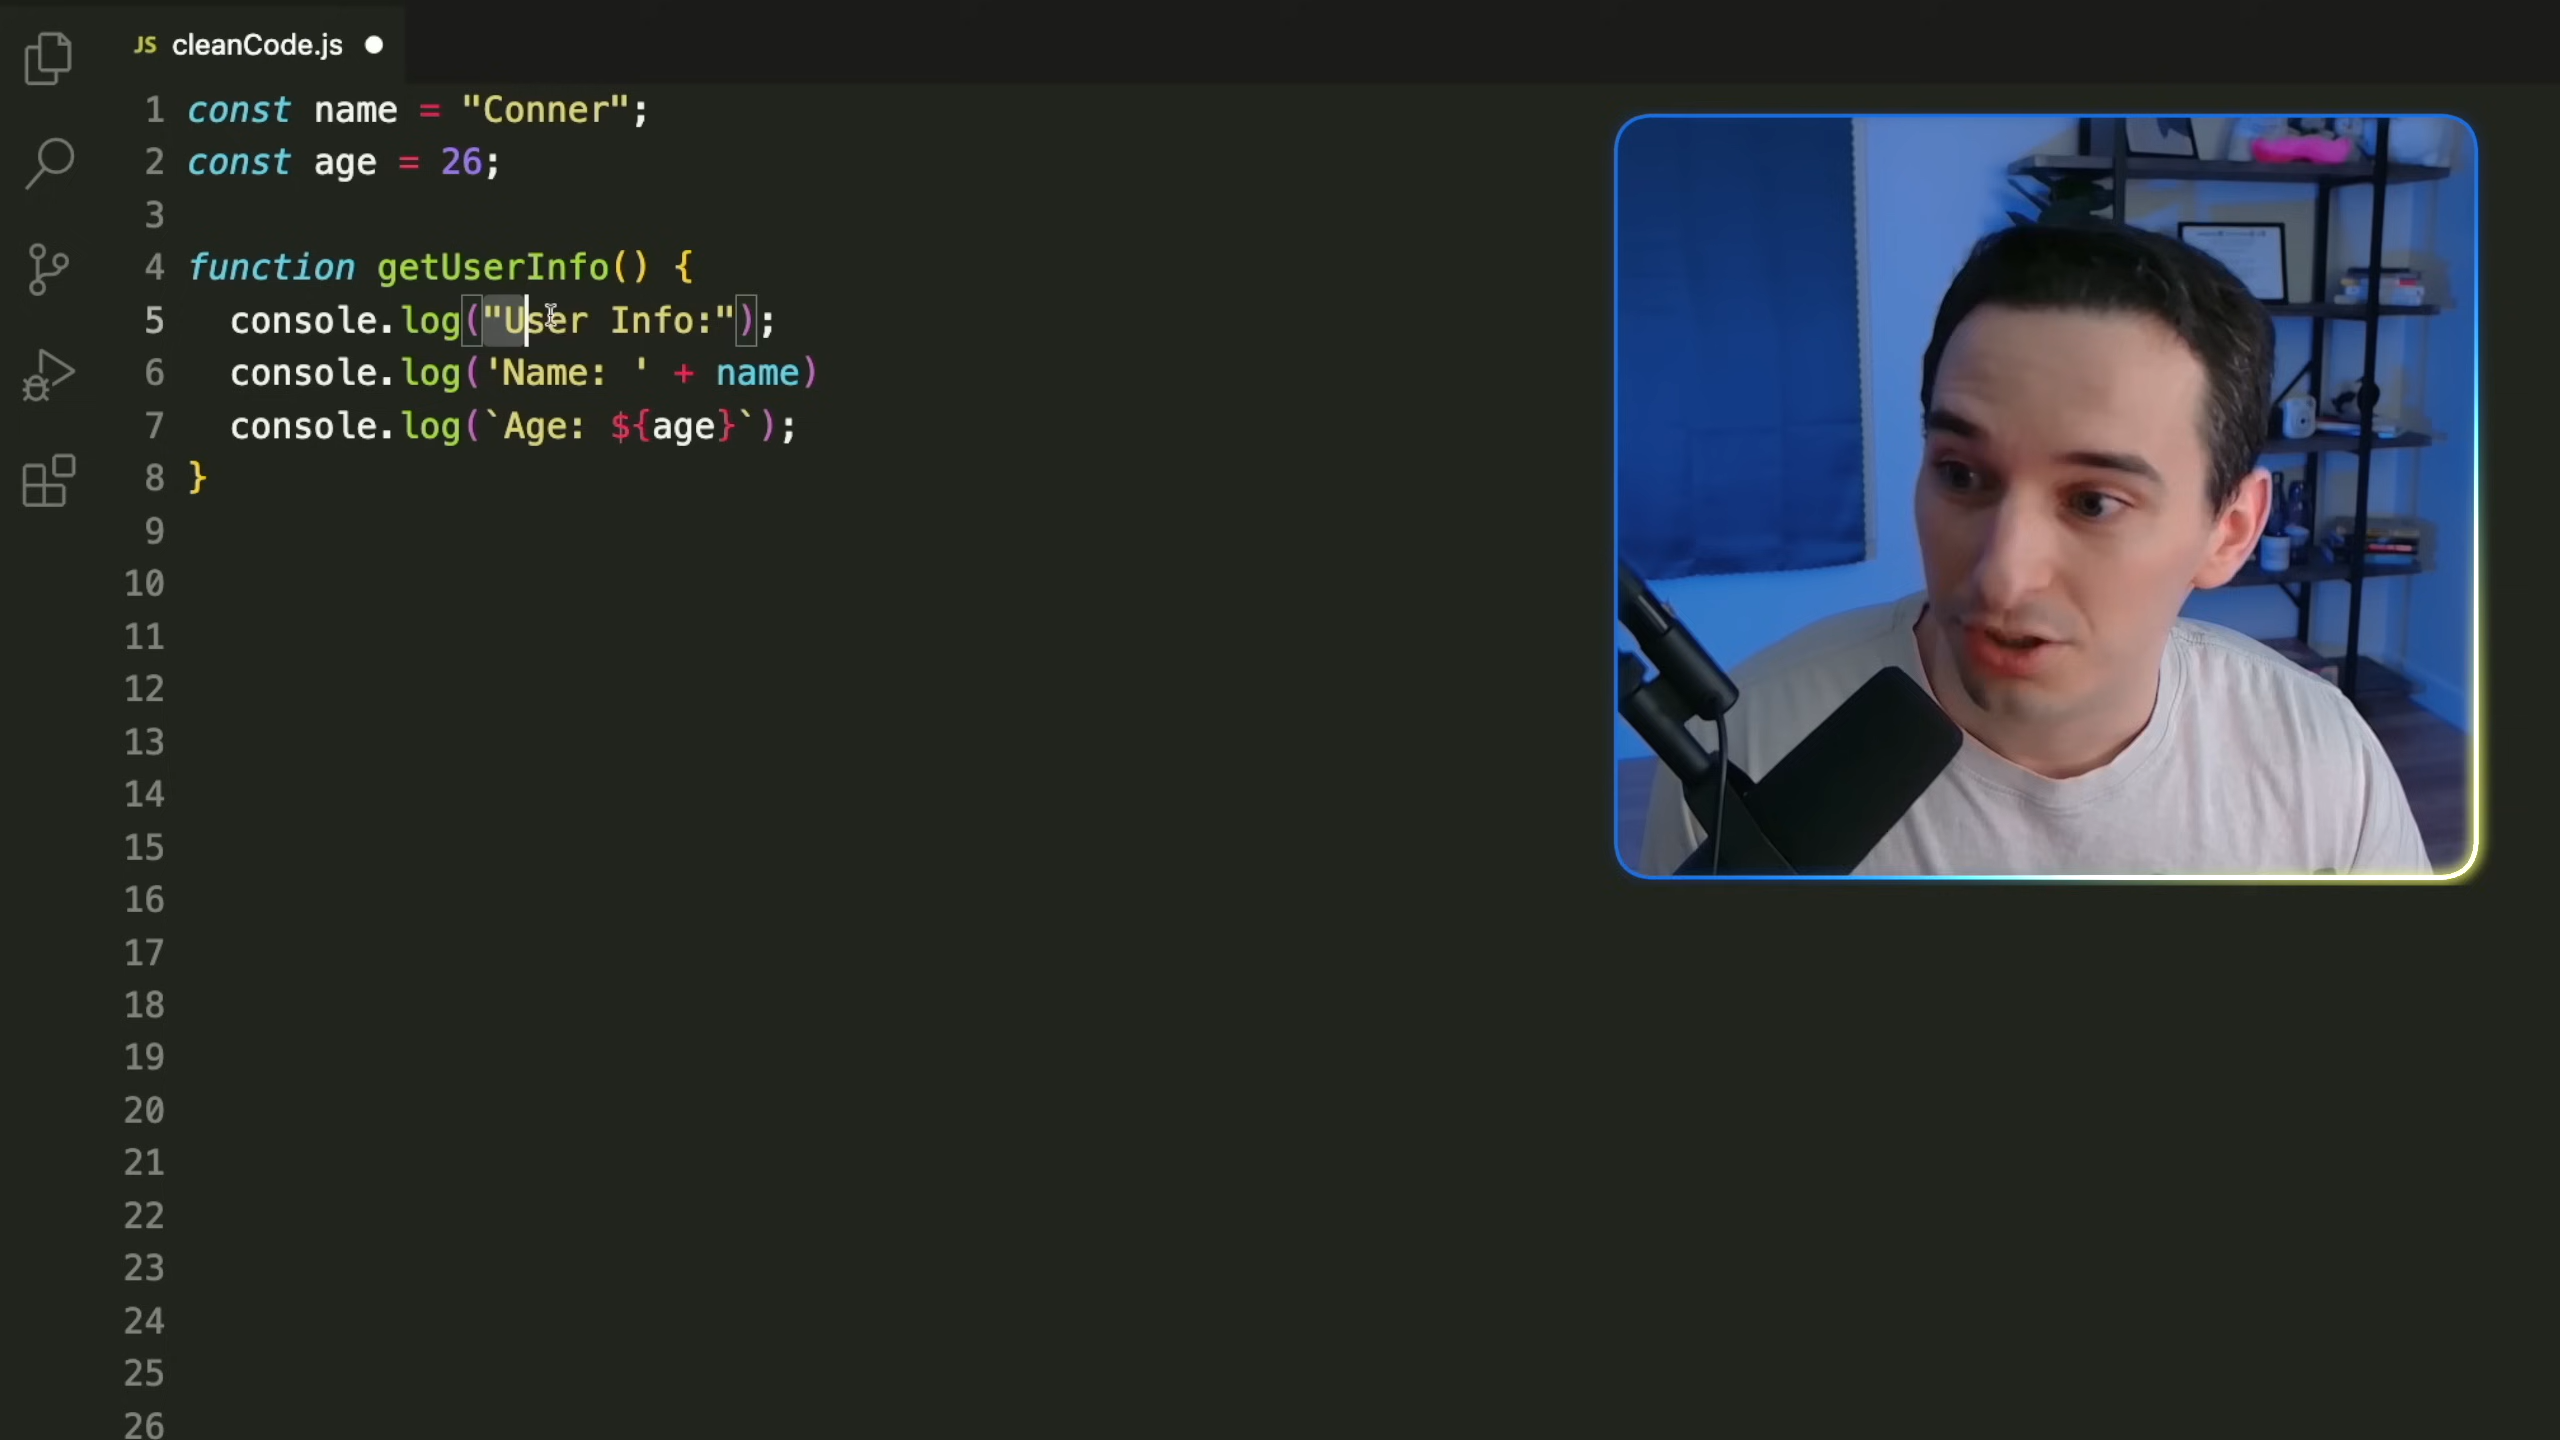 JS cleanCode.js
1 const name = "Conner";
2 const age = 26;
3
4 function getUserInfo() {
5   console.log("User Info:");
6   console.log('Name: ' + name)
7   console.log(`Age: ${age}`);
8 }
9
10
11
12
13
14
15
16
17
18
19
20
21
22
23
24
25
26